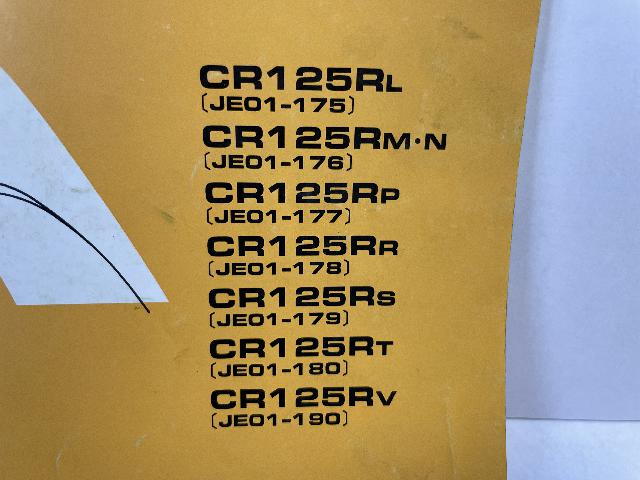 CR125RL
〔JE01-175〕
CR125RM·N
〔JE01-176〕
CR125RP
〔JE01-177〕
CR125RR
〔JE01-178〕
CR125RS
〔JE01-179〕
CR125RT
〔JE01-180〕
CR125RV
〔JE01-190〕